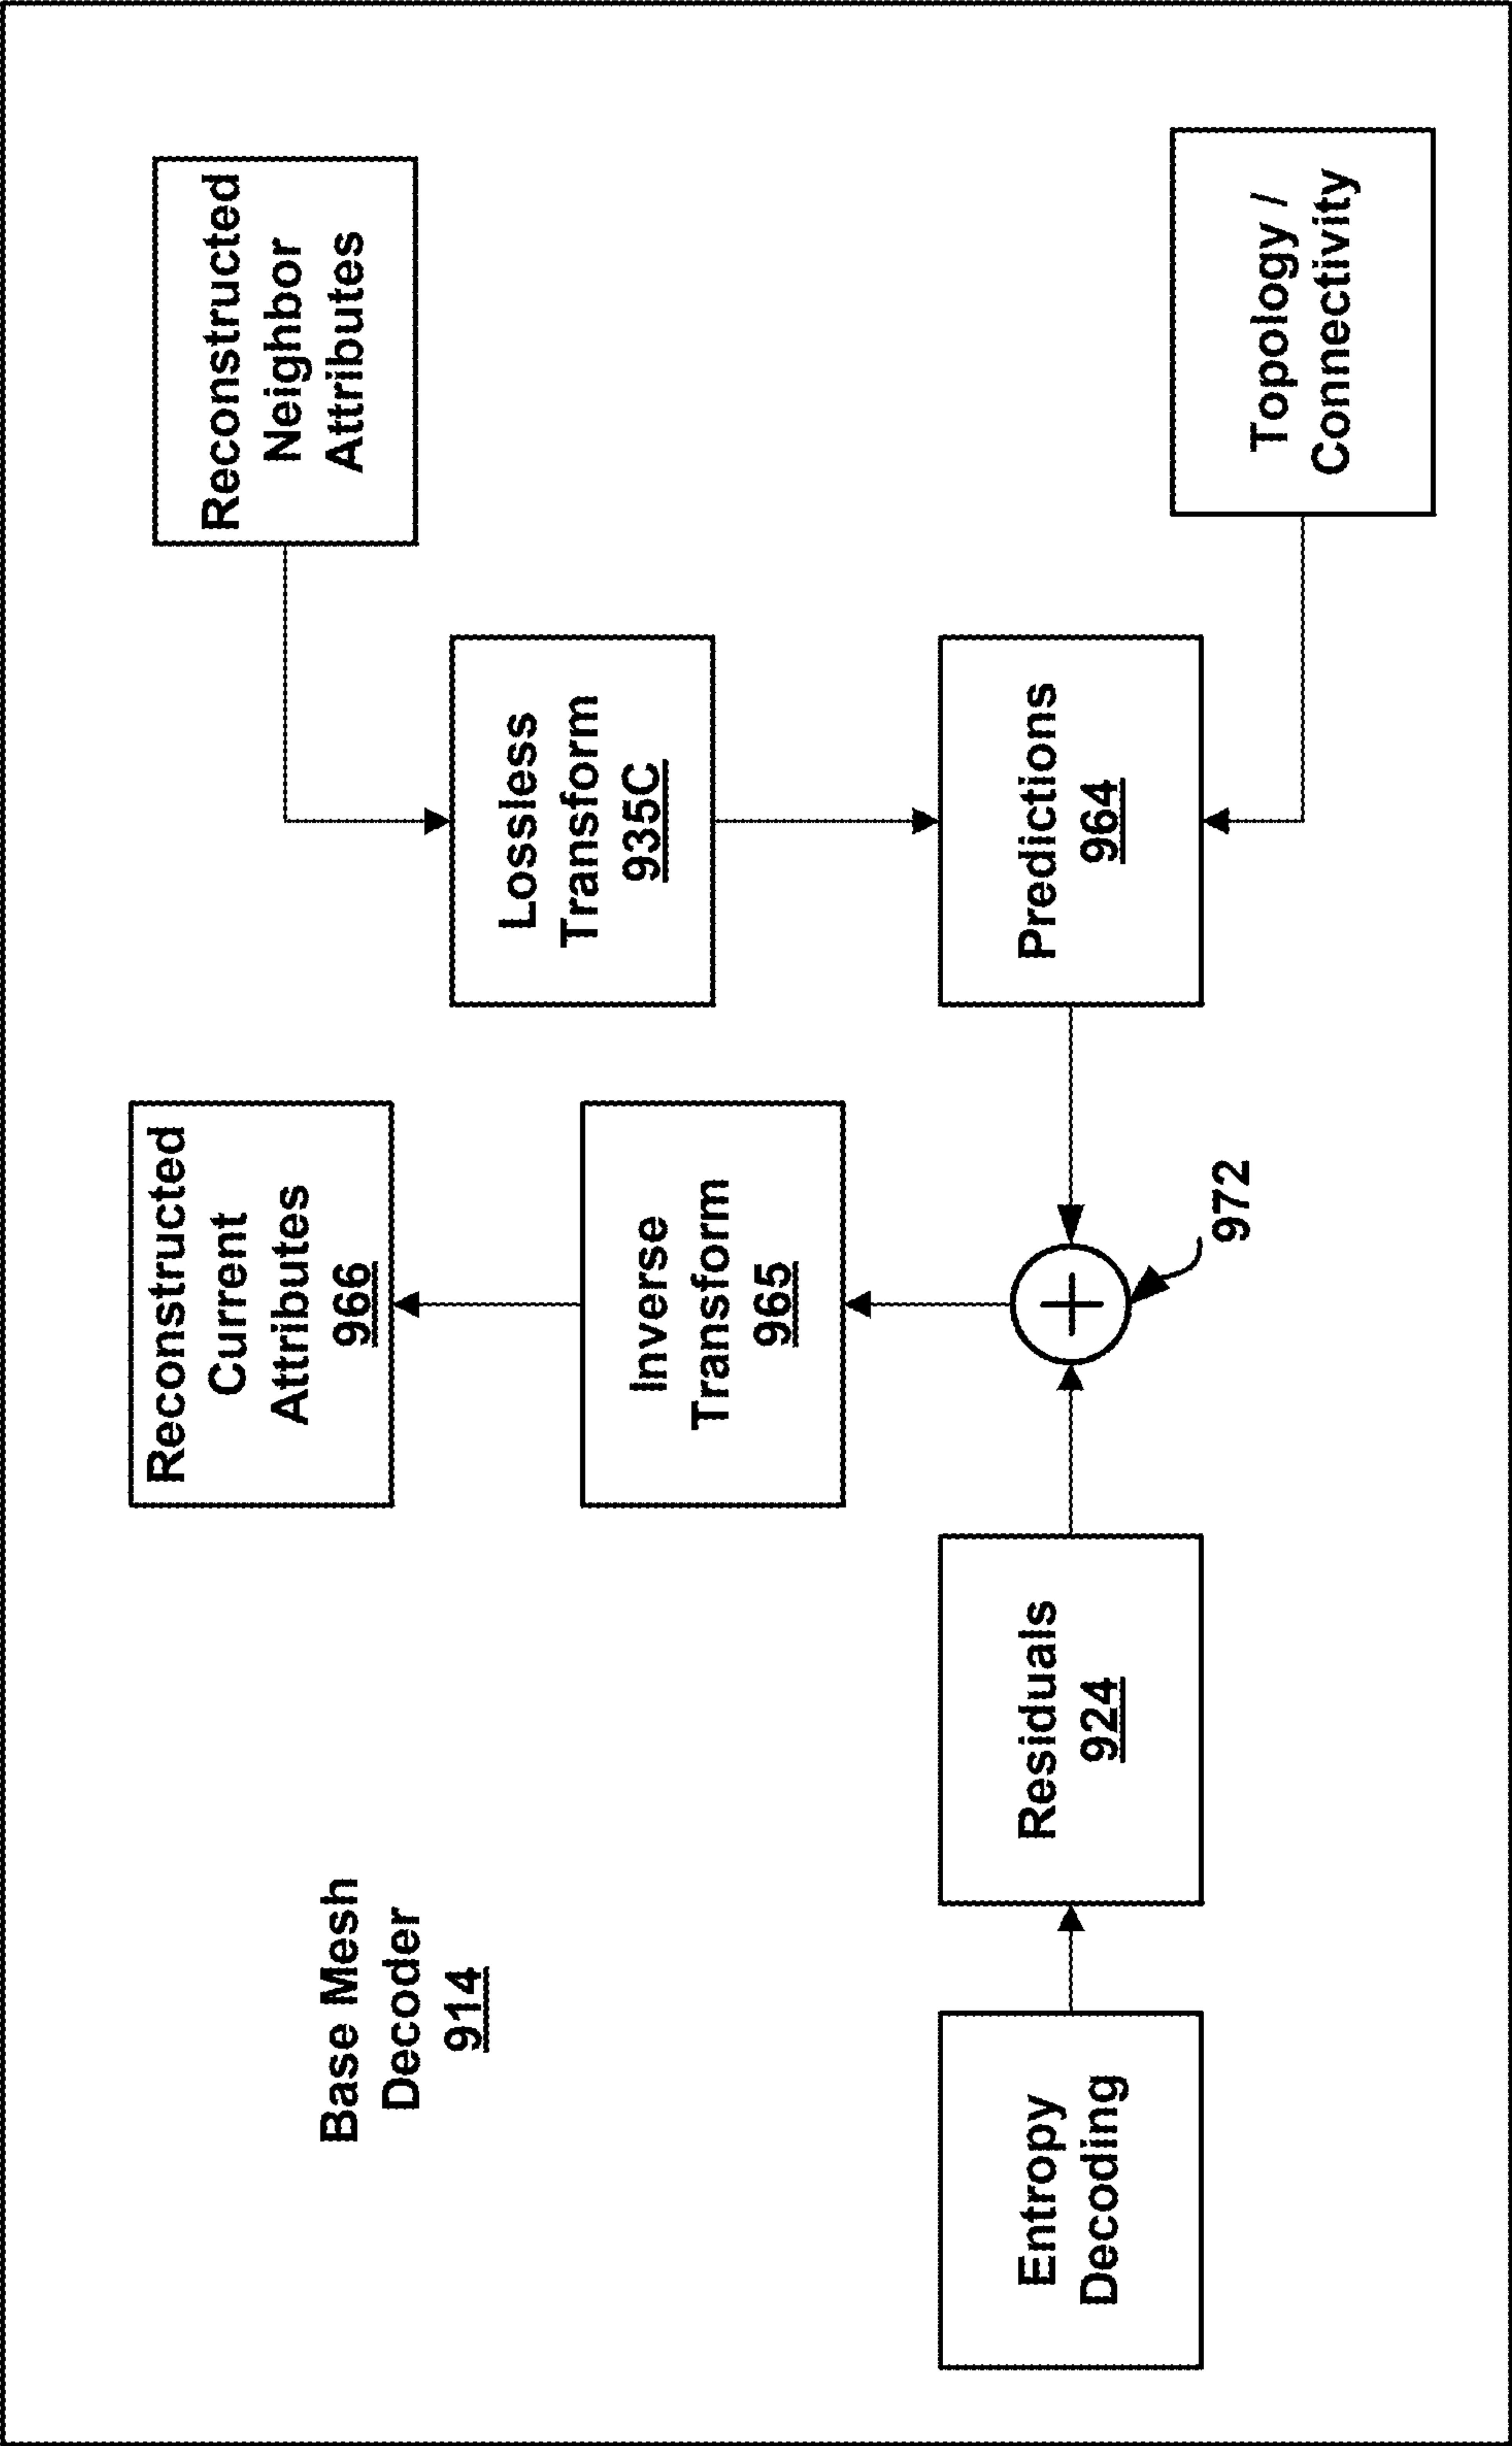 Base Mesh
Decoder
914
Reconstructed
Current
Attributes
966
Reconstructed
Neighbor
Attributes
Inverse
Transform
965
Lossless
Transform
935C
Entropy
Decoding
Residuals
924
972
Predictions
964
Topology /
Connectivity